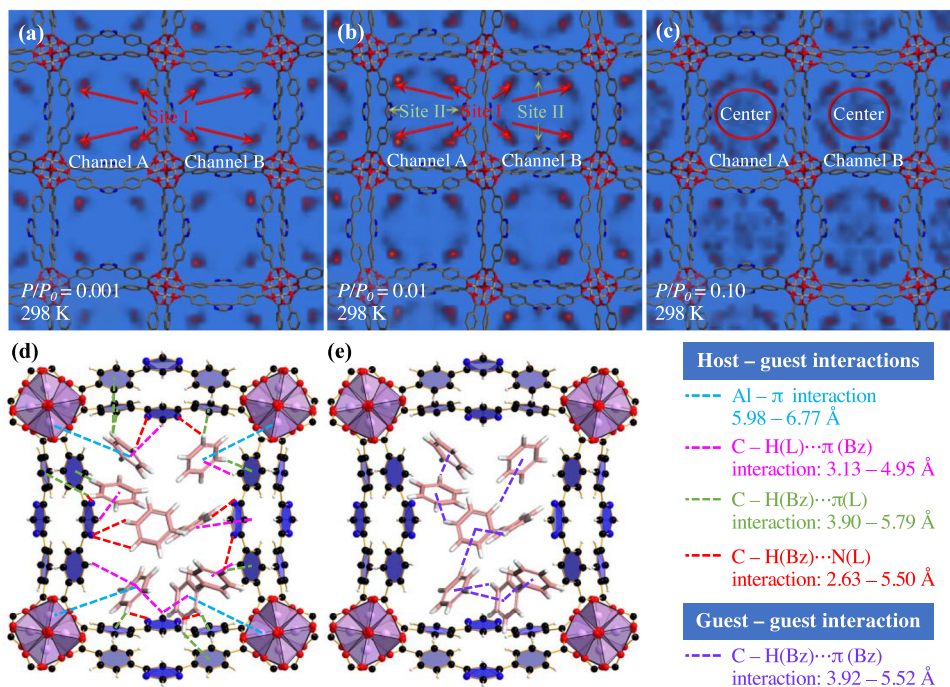 (a)
Site I
Channel A
Channel B
P/P0 = 0.001
298 K
(b)
Site II
Site I
Site II
Channel A
Channel B
P/P0 = 0.01
298 K
(c)
Center
Center
Channel A
Channel B
P/P0 = 0.10
298 K
(d)
(e)
Host – guest interactions
Al – π interaction
5.98 – 6.77 Å
C – H(L)···π (Bz)
interaction: 3.13 – 4.95 Å
C – H(Bz)···π(L)
interaction: 3.90 – 5.79 Å
C – H(Bz)···N(L)
interaction: 2.63 – 5.50 Å
Guest – guest interaction
C – H(Bz)···π (Bz)
interaction: 3.92 – 5.52 Å